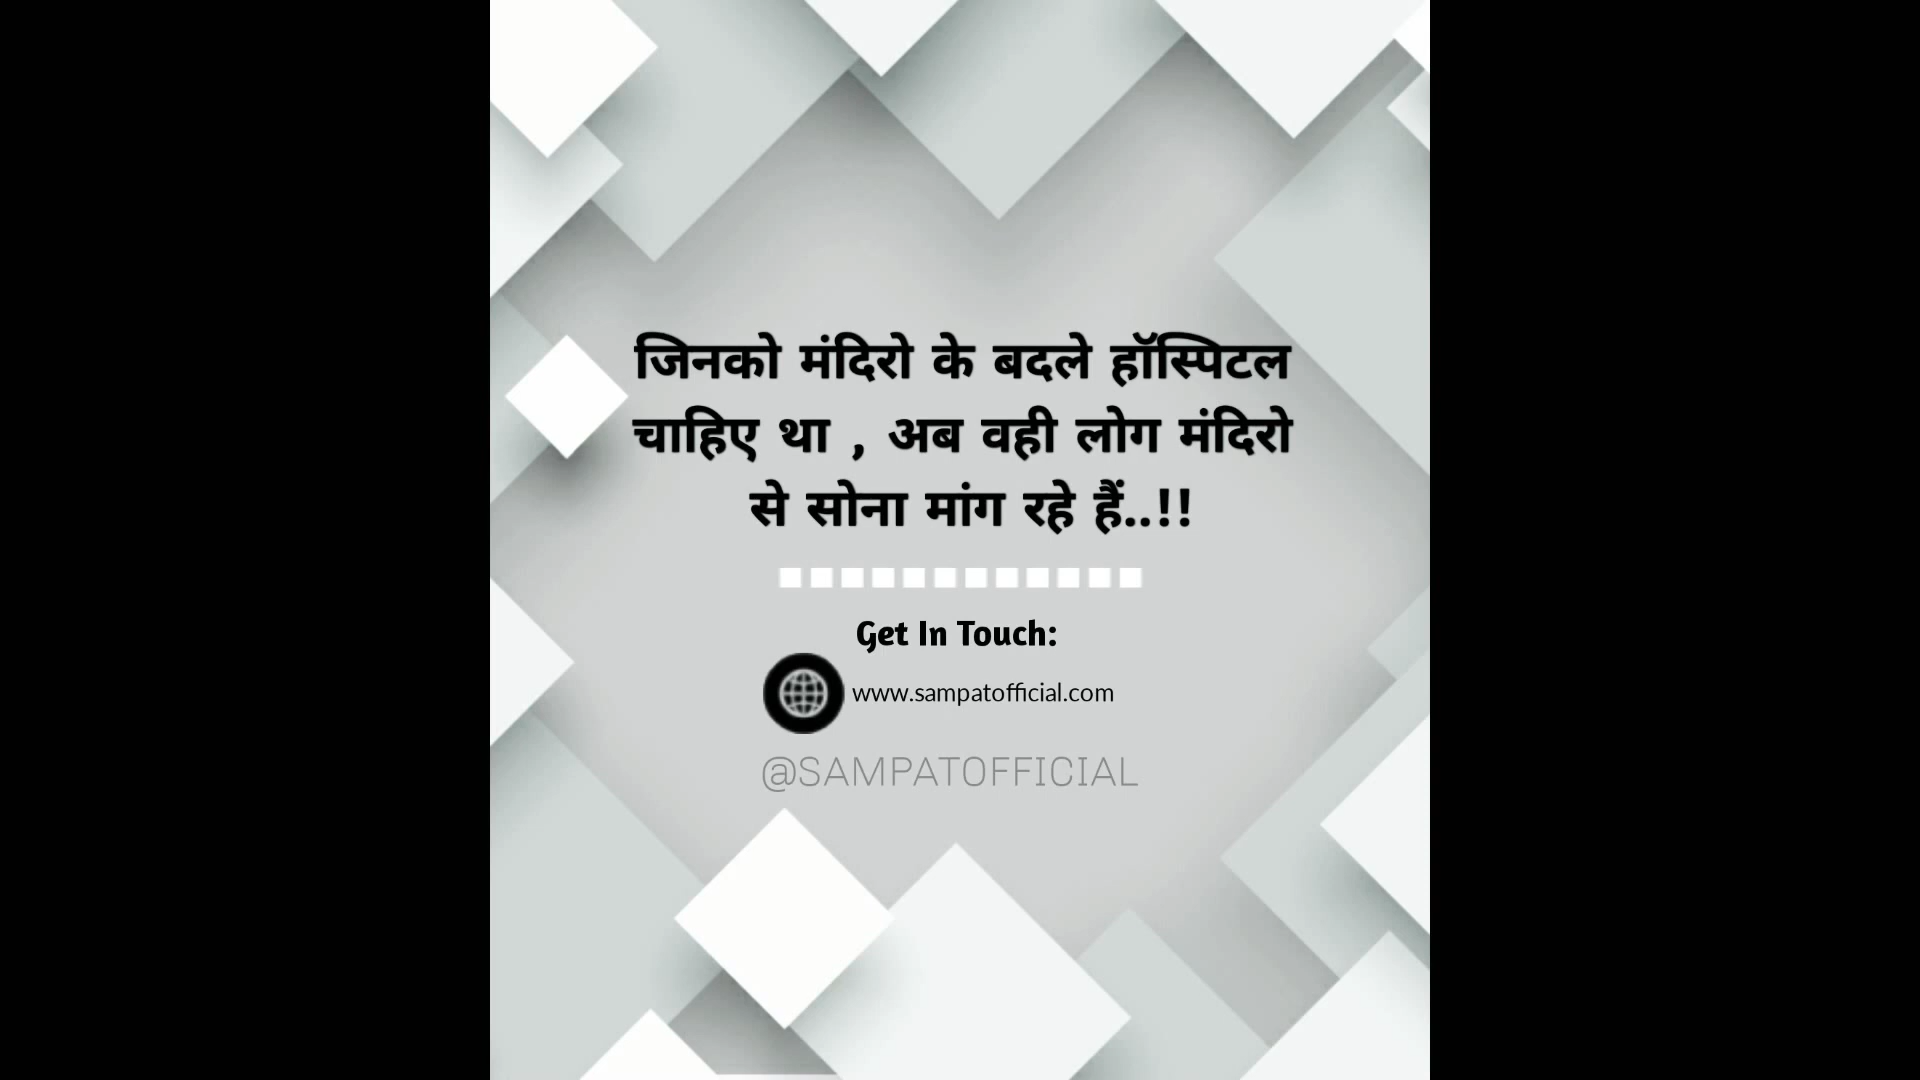 जिनको मंदिरो के बदले हॉस्पिटल
चाहिए था , अब वही लोग मंदिरो
से सोना मांग रहे हैं..!!
Get In Touch:
www.sampatofficial.com
@SAMPATOFFICIAL